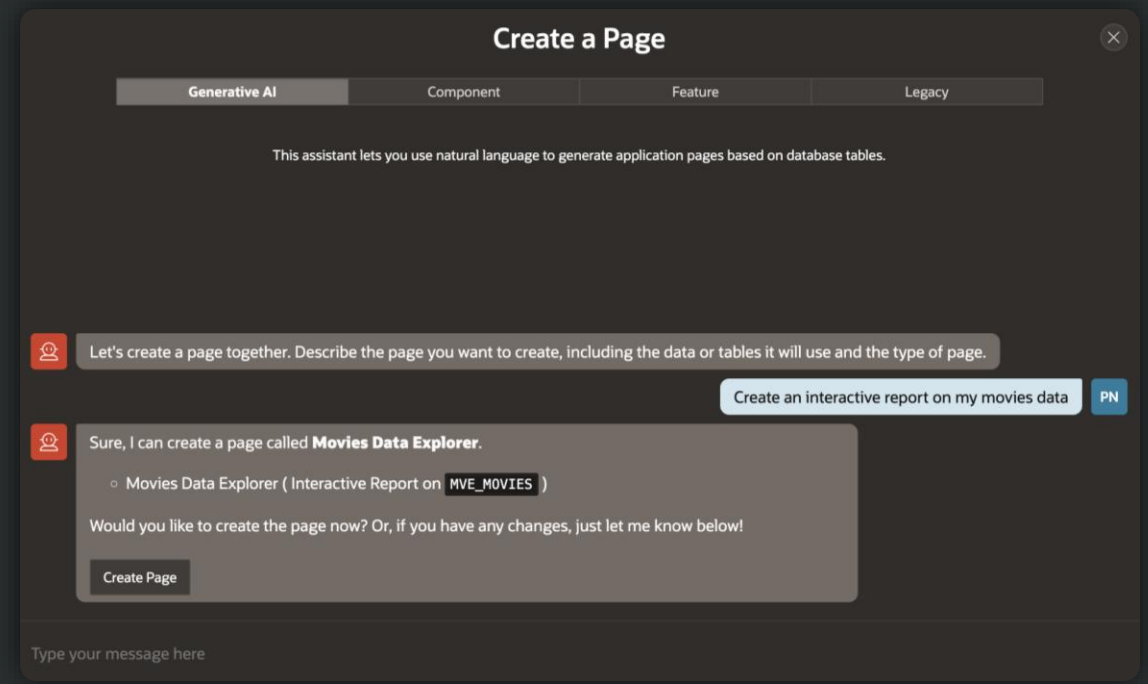 Create a Page
Generative AI
Component
Feature
Legacy
This assistant lets you use natural language to generate application pages based on database tables.
Let's create a page together. Describe the page you want to create, including the data or tables it will use and the type of page.
Create an interactive report on my movies data
PN
Sure, I can create a page called Movies Data Explorer.
Movies Data Explorer ( Interactive Report on MVE_MOVIES )
Would you like to create the page now? Or, if you have any changes, just let me know below!
Create Page
Type your message here